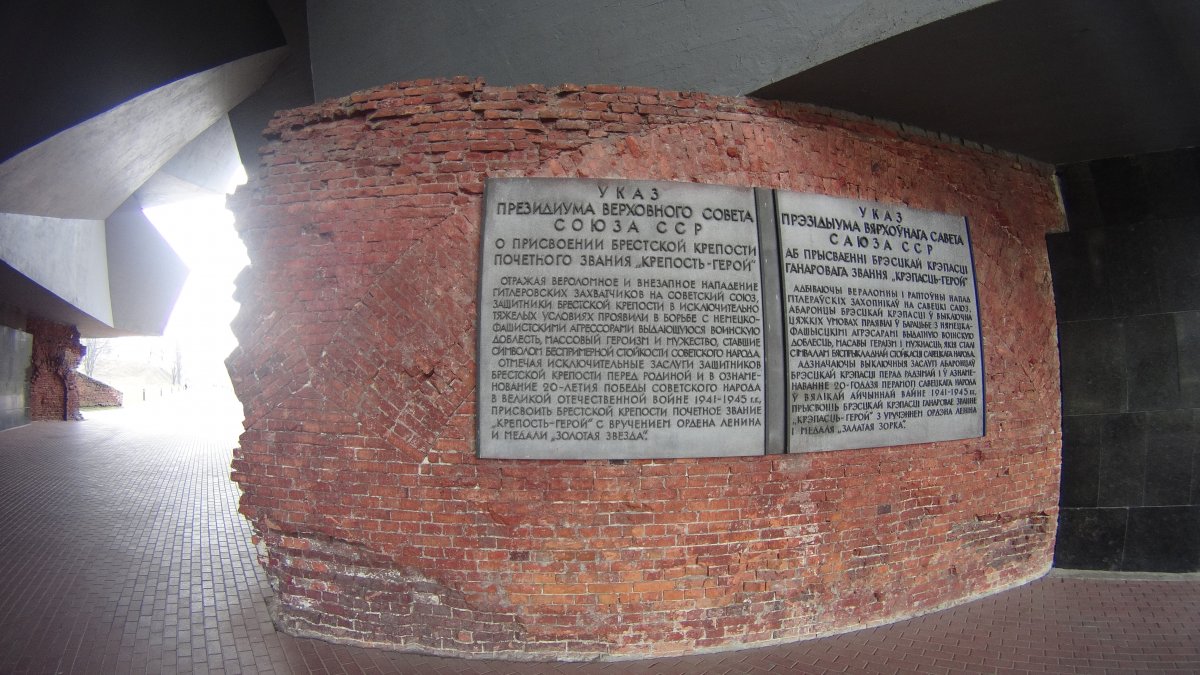 УКАЗ
ПРЕЗИДИУМА ВЕРХОВНОГО СОВЕТА
СОЮЗА ССР
О ПРИСВОЕНИИ БРЕСТСКОЙ КРЕПОСТИ
ПОЧЕТНОГО ЗВАНИЯ „КРЕПОСТЬ-ГЕРОЙ"
ОТРАЖАЯ ВЕРОЛОМНОЕ И ВНЕЗАПНОЕ НАПАДЕНИЕ
ГИТЛЕРОВСКИХ ЗАХВАТЧИКОВ НА СОВЕТСКИЙ СОЮЗ,
ЗАЩИТНИКИ БРЕСТСКОЙ КРЕПОСТИ В ИСКЛЮЧИТЕЛЬНО
ТЯЖЕЛЫХ УСЛОВИЯХ ПРОЯВИЛИ В БОРЬБЕ С НЕМЕЦКО-
ФАШИСТСКИМИ АГРЕССОРАМИ ВЫДАЮЩУЮСЯ ВОИНСКУЮ
ДОБЛЕСТЬ, МАССОВЫЙ ГЕРОИЗМ И МУЖЕСТВО, СТАВШИЕ
СИМВОЛОМ БЕСПРИМЕРНОЙ СТОЙКОСТИ СОВЕТСКОГО НАРОДА.
ОТМЕЧАЯ ИСКЛЮЧИТЕЛЬНЫЕ ЗАСЛУГИ ЗАЩИТНИКОВ
БРЕСТСКОЙ КРЕПОСТИ ПЕРЕД РОДИНОЙ И В ОЗНАМЕ-
НОВАНИЕ 20-ЛЕТИЯ ПОБЕДЫ СОВЕТСКОГО НАРОДА
В ВЕЛИКОЙ ОТЕЧЕСТВЕННОЙ ВОЙНЕ 1941-1945 г.г.,
ПРИСВОИТЬ БРЕСТСКОЙ КРЕПОСТИ ПОЧЕТНОЕ ЗВАНИЕ
„КРЕПОСТЬ-ГЕРОЙ" С ВРУЧЕНИЕМ ОРДЕНА ЛЕНИНА
И МЕДАЛИ „ЗОЛОТАЯ ЗВЕЗДА".
УКАЗ
ПРЭЗІДЫУМА ВЯРХОЎНАГА САВЕТА
САЮЗА ССР
АБ ПРЫСВАЕННІ БРЭСЦКАЙ КРЭПАСЦІ
ГАНАРОВАГА ЗВАННЯ „КРЭПАСЦЬ-ГЕРОЙ"
АДБІВАЮЧЫ ВЕРАЛОМНЫ І РАПТОЎНЫ НАПАД
ГІТЛЕРАЎСКІХ ЗАХОПНІКАЎ НА САВЕЦКІ САЮЗ,
АБАРОНЦЫ БРЭСЦКАЙ КРЭПАСЦІ Ў ВЫКЛЮЧНА
ЦЯЖКІХ УМОВАХ ПРАЯВІЛІ Ў БАРАЦЬБЕ З НЯМЕЦКА-
ФАШЫСЦКІМІ АГРЭСАРАМІ ВЫДАТНУЮ ВОІНСКУЮ
ДОБЛЕСЦЬ, МАСАВЫ ГЕРАІЗМ І МУЖНАСЦЬ, ЯКІЯ СТАЛІ
СІМВАЛАМ БЕСПРЫКЛАДНАЙ СТОЙКАСЦІ САВЕЦКАГА НАРОДА.
АДЗНАЧАЮЧЫ ВЫКЛЮЧНЫЯ ЗАСЛУГІ АБАРОНЦАЎ
БРЭСЦКАЙ КРЭПАСЦІ ПЕРАД РАДЗІМАЙ І Ў АЗНАМЕ-
НАВАННЕ 20-ГОДДЗЯ ПЕРАМОГІ САВЕЦКАГА НАРОДА
Ў ВЯЛІКАЙ АЙЧЫННАЙ ВАЙНЕ 1941-1945 г.г.,
ПРЫСВОІЦЬ БРЭСЦКАЙ КРЭПАСЦІ ГАНАРОВАЕ ЗВАННЕ
„КРЭПАСЦЬ-ГЕРОЙ" З УРУЧЭННЕМ ОРДЭНА ЛЕНІНА
І МЕДАЛЯ „ЗАЛАТАЯ ЗОРКА".